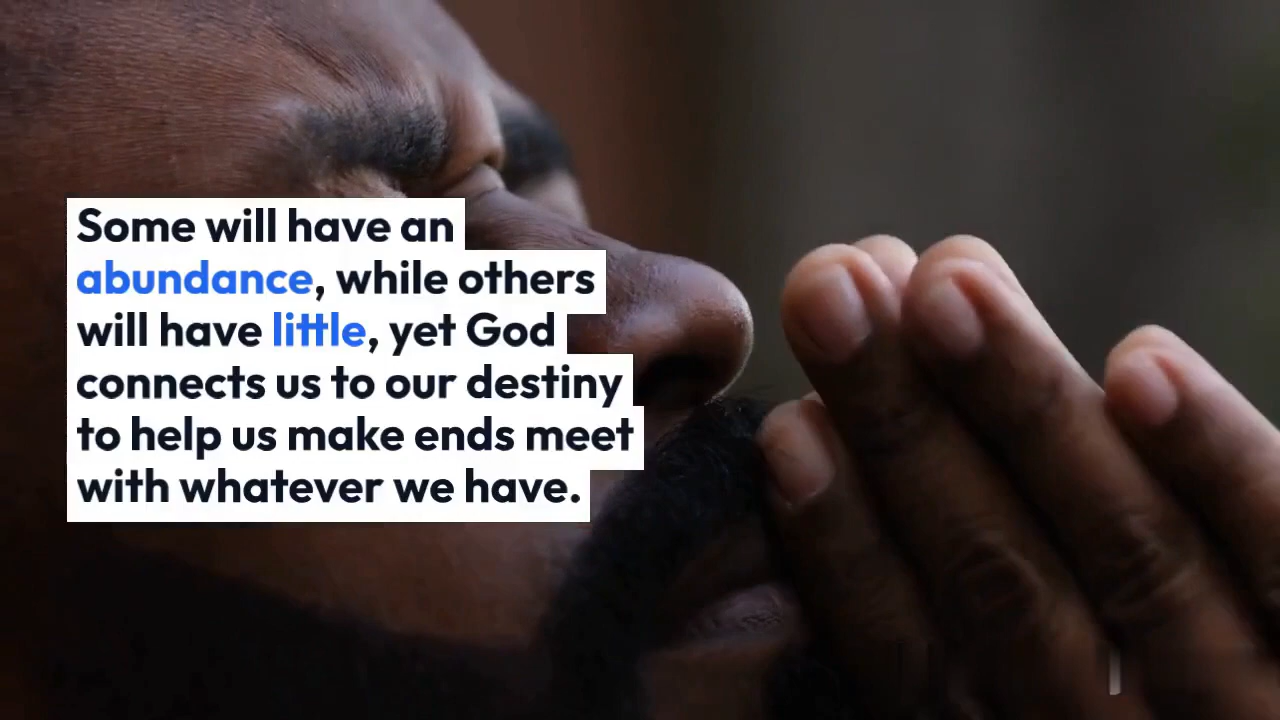 Some will have an
abundance, while others
will have little, yet God
connects us to our destiny
to help us make ends meet
with whatever we have.